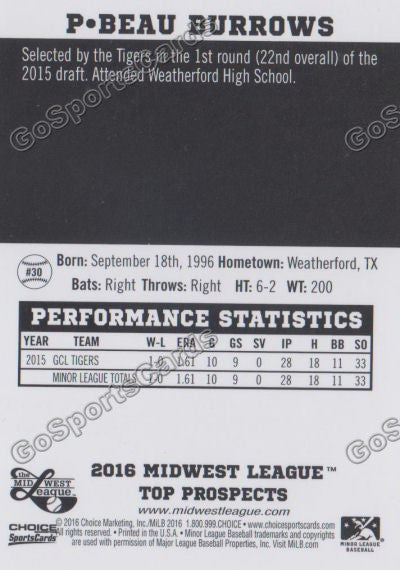 P•BEAU BURROWS
Selected by the Tigers in the 1st round (22nd overall) of the
2015 draft. Attended Weatherford High School.
Born: September 18th, 1996 Hometown: Weatherford, TX
#30
Bats: Right Throws: Right HT: 6-2 WT: 200
PERFORMANCE STATISTICS
YEAR TEAM W-L ERA G GS SV IP H BB SO
2015 GCL TIGERS 1-0 1.61 10 9 0 28 18 11 33
MINOR LEAGUE TOTALS 1-0 1.61 10 9 0 28 18 11 33
the
MIDWEST
League™
2016 MIDWEST LEAGUE™
TOP PROSPECTS
www.midwestleague.com
CHOICE
SportsCards
©2016 Choice Marketing, Inc./MiLB 2016 1.800.999.CHOICE • www.choicesportscards.com
All rights reserved. • Printed in the U.S.A. • Minor League Baseball trademarks and copyrights
are used with permission of Major League Baseball Properties, Inc. Visit MiLB.com
MINOR LEAGUE
BASEBALL
GoSportsCards
GoSportsCards
GoSportsCards
GoSportsCards